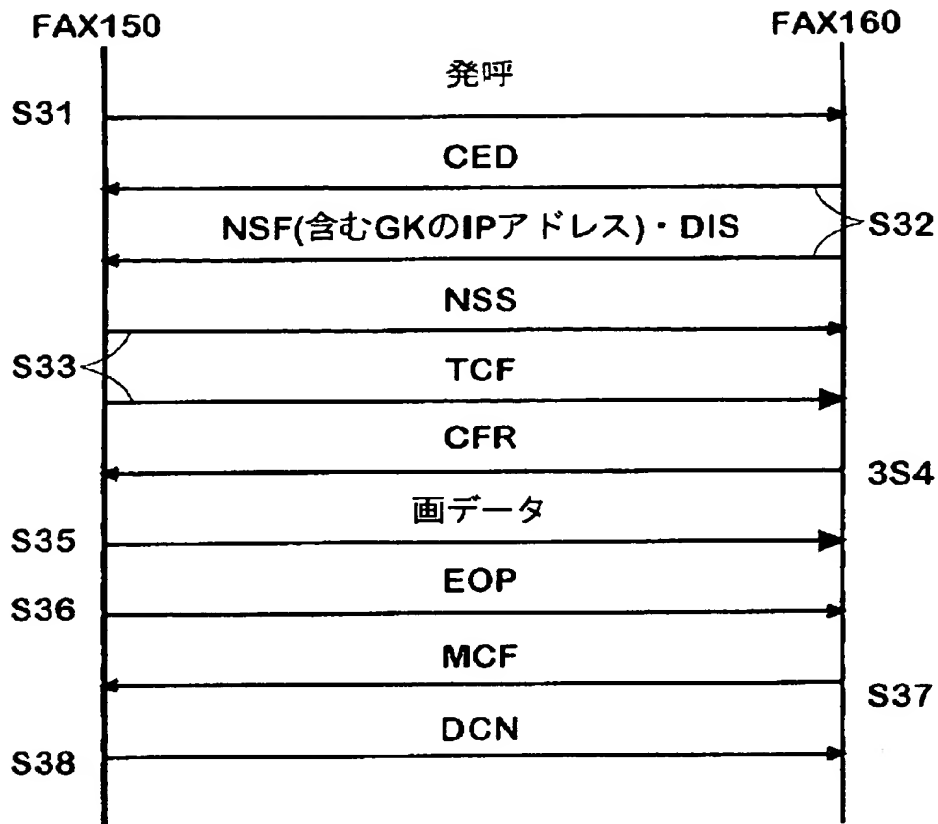 FAX150 FAX160
発呼
S31
CED
NSF(含むGKのIPアドレス)・DIS
S32
NSS
S33
TCF
CFR
3S4
画データ
S35
EOP
S36
MCF
S37
DCN
S38